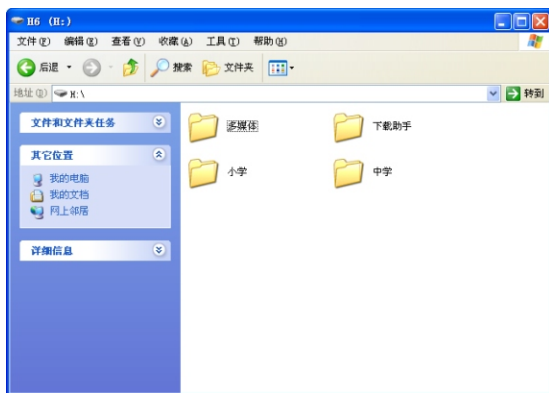 H6 (H:)
文件(F) 编辑(E) 查看(V) 收藏(A) 工具(T) 帮助(H)
后退 搜索 文件夹
地址(D) H:\ 转到
文件和文件夹任务
其它位置
我的电脑
我的文档
网上邻居
详细信息
多媒体 下载助手
小学 中学